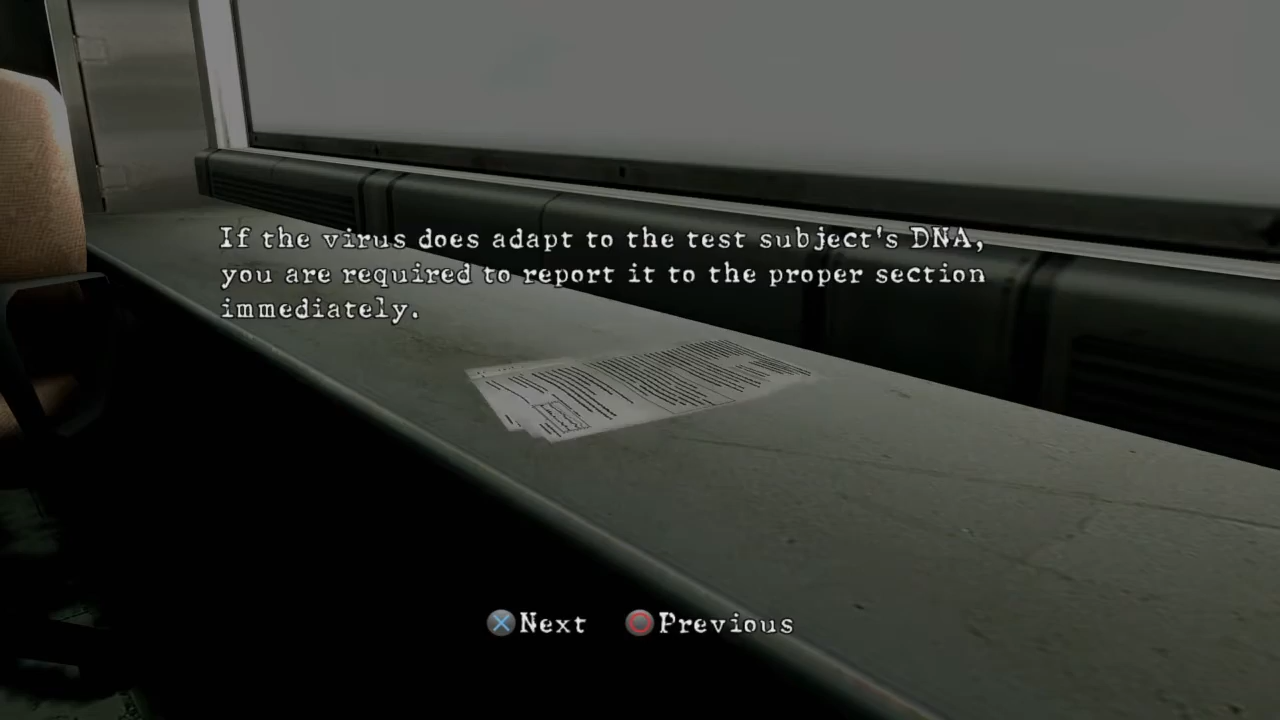 If the virus does adapt to the test subject's DNA,
you are required to report it to the proper section
immediately.
Next Previous